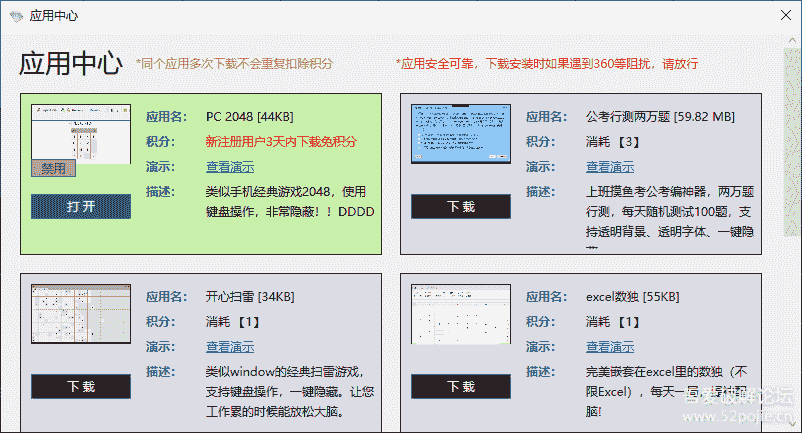 应用中心
应用中心 *同个应用多次下载不会重复扣除积分 *应用安全可靠，下载安装时如果遇到360等阻扰，请放行
应用名： PC 2048 [44KB]
积分： 新注册用户3天内下载免积分
禁用
演示： 查看演示
描述： 类似手机经典游戏2048，使用
键盘操作，非常隐蔽！！DDDD
打 开
应用名： 公考行测两万题 [59.82 MB]
积分： 消耗 【3】
演示： 查看演示
描述： 上班摸鱼考公考编神器，两万题
行测，每天随机测试100题，支
持透明背景、透明字体、一键隐
下 载
应用名： 开心扫雷 [34KB]
积分： 消耗 【1】
演示： 查看演示
描述： 类似window的经典扫雷游戏，
支持键盘操作，一键隐藏。让您
工作累的时候能放松大脑。
下 载
应用名： excel数独 [55KB]
积分： 消耗 【1】
演示： 查看演示
描述： 完美嵌套在excel里的数独（不
限Excel），每天一
脑!
下 载
吾爱破解论坛
www.52pojie.cn